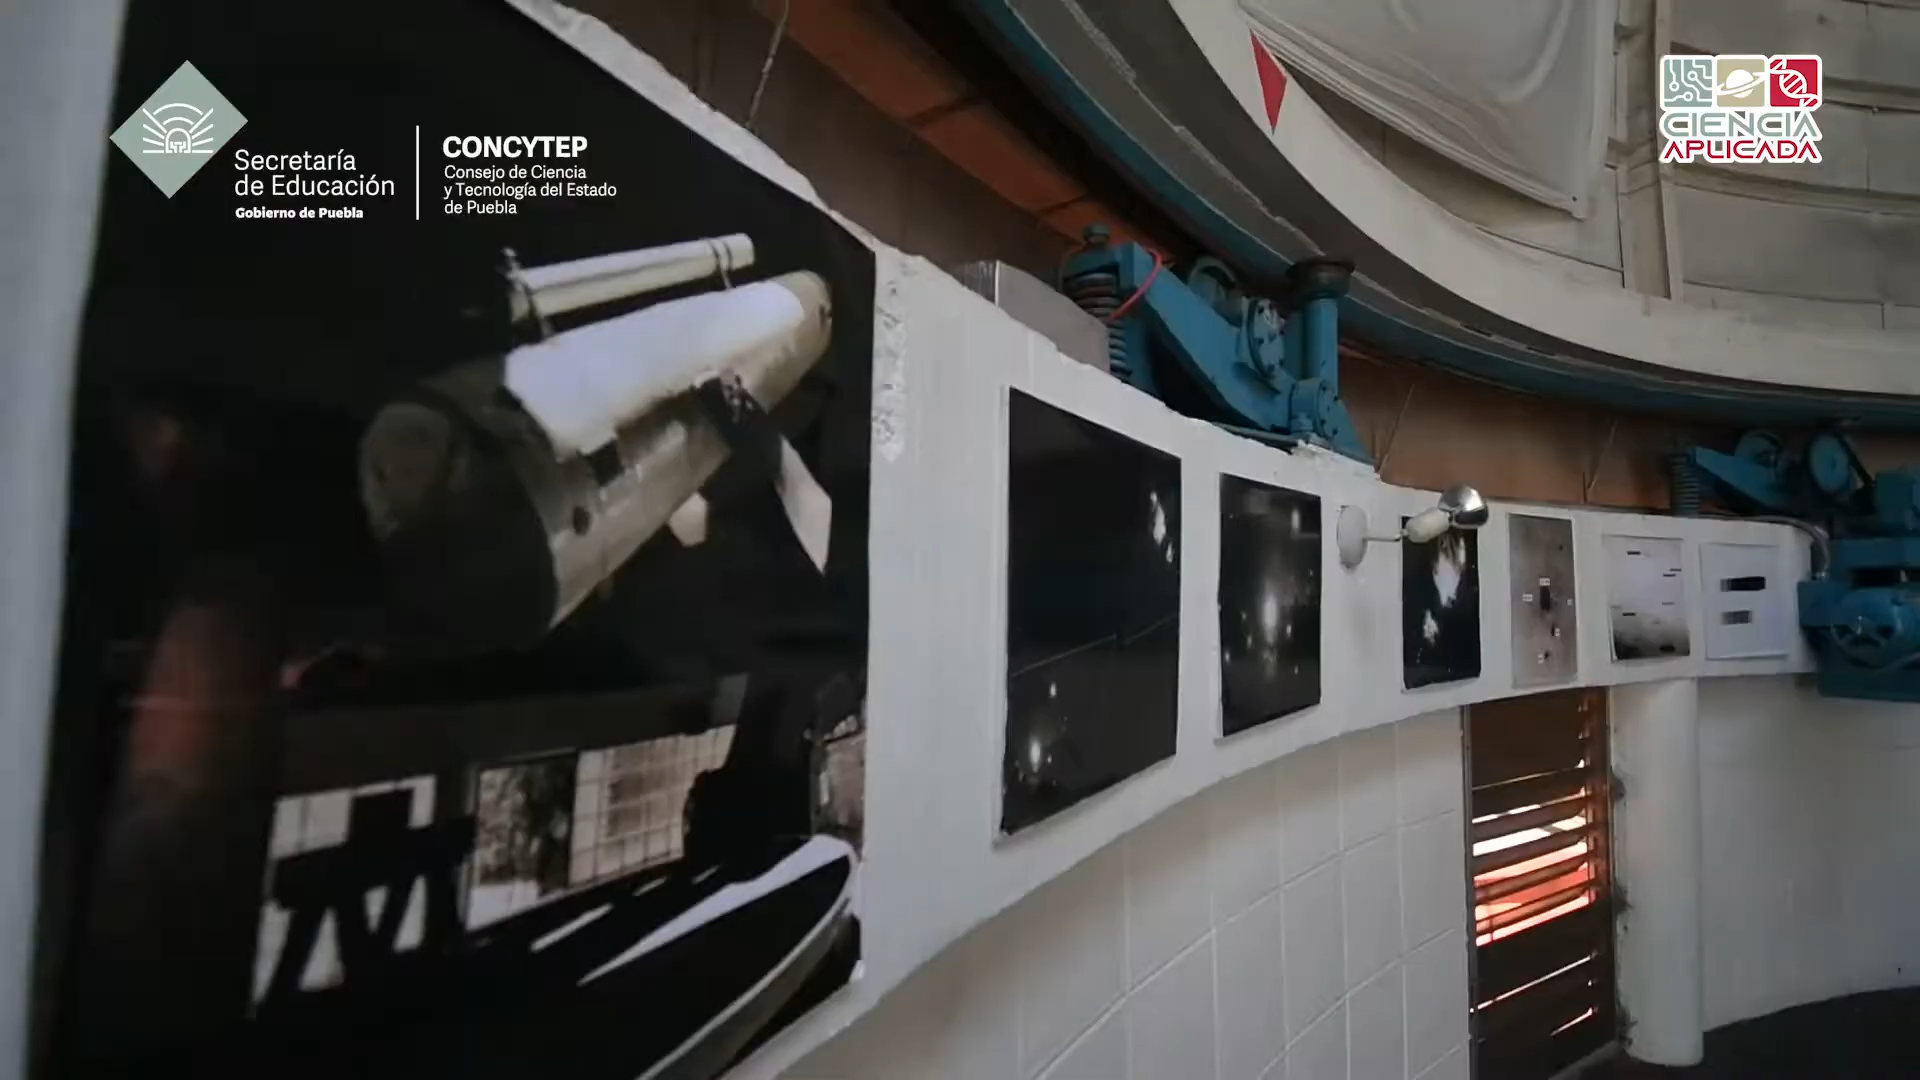 Secretaría
de Educación
Gobierno de Puebla
CONCYTEP
Consejo de Ciencia
y Tecnología del Estado
de Puebla
CIENCIA
APLICADA